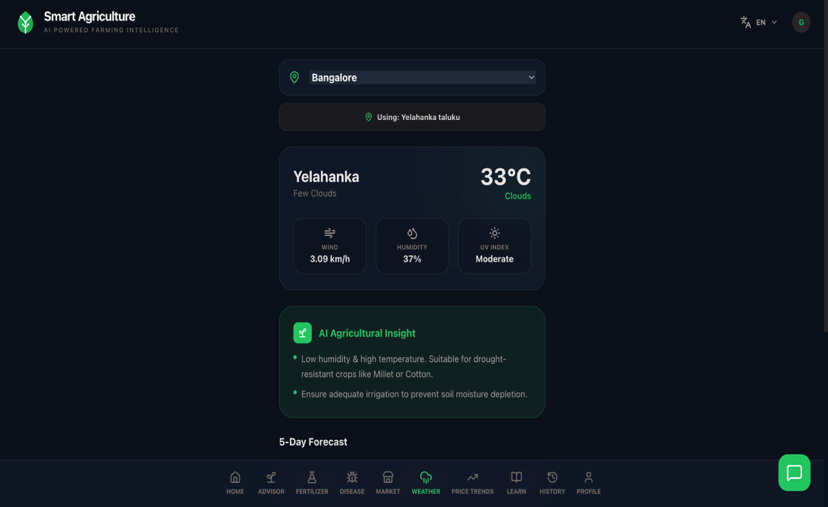 Smart Agriculture
AI POWERED FARMING INTELLIGENCE
EN
G
Bangalore
Using: Yelahanka taluku
Yelahanka
33°C
Few Clouds
Clouds
WIND
3.09 km/h
HUMIDITY
37%
UV INDEX
Moderate
AI Agricultural Insight
• Low humidity & high temperature. Suitable for drought-
resistant crops like Millet or Cotton.
• Ensure adequate irrigation to prevent soil moisture depletion.
5-Day Forecast
HOME
ADVISOR
FERTILIZER
DISEASE
MARKET
WEATHER
PRICE TRENDS
LEARN
HISTORY
PROFILE